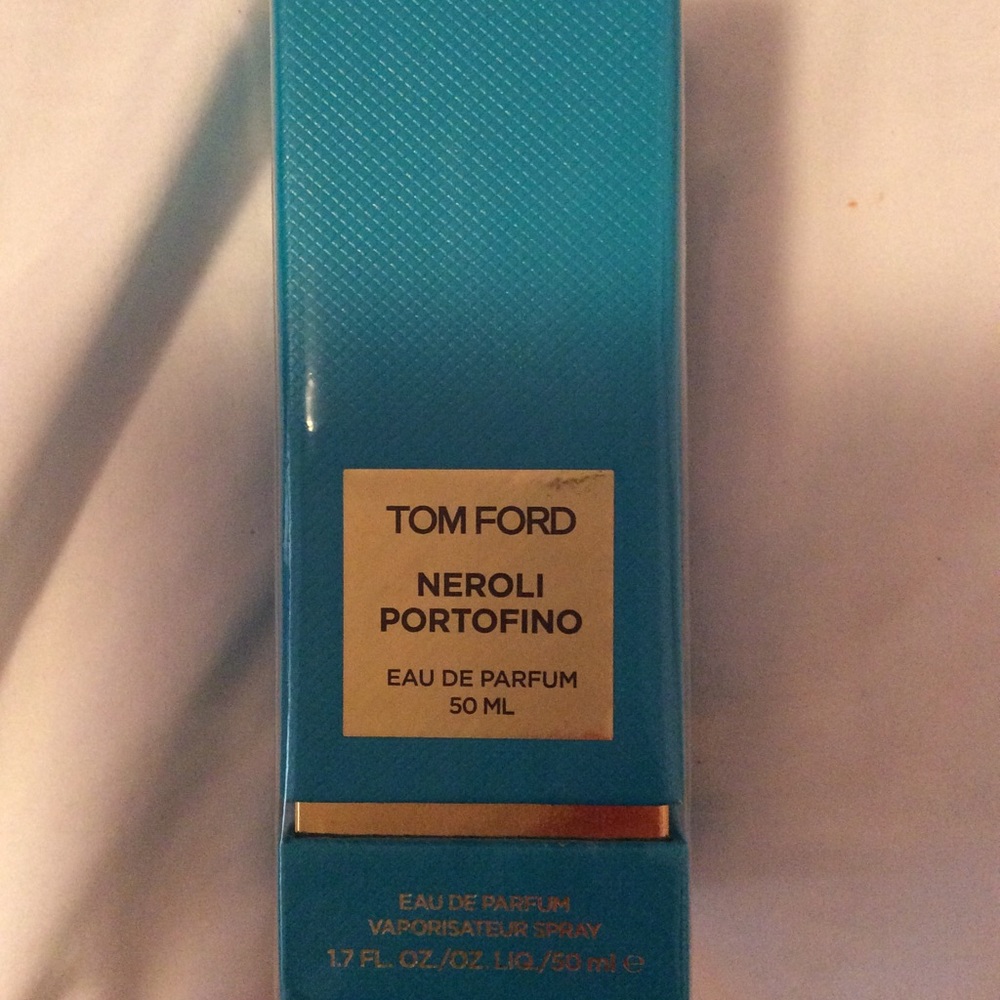 TOM FORD
NEROLI
PORTOFINO
EAU DE PARFUM
50 ML
EAU DE PARFUM
VAPORISATEUR SPRAY
1.7 FL. OZ./OZ. LIQ./50 ml ℮